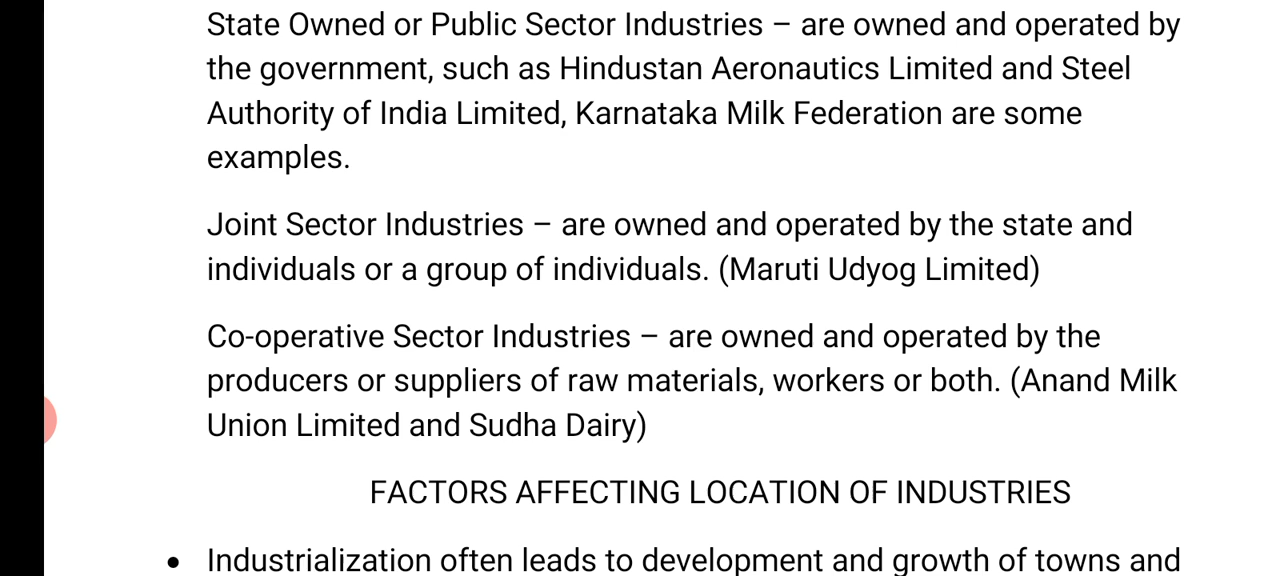 State Owned or Public Sector Industries – are owned and operated by
the government, such as Hindustan Aeronautics Limited and Steel
Authority of India Limited, Karnataka Milk Federation are some
examples.
Joint Sector Industries – are owned and operated by the state and
individuals or a group of individuals. (Maruti Udyog Limited)
Co-operative Sector Industries – are owned and operated by the
producers or suppliers of raw materials, workers or both. (Anand Milk
Union Limited and Sudha Dairy)
FACTORS AFFECTING LOCATION OF INDUSTRIES
• Industrialization often leads to development and growth of towns and